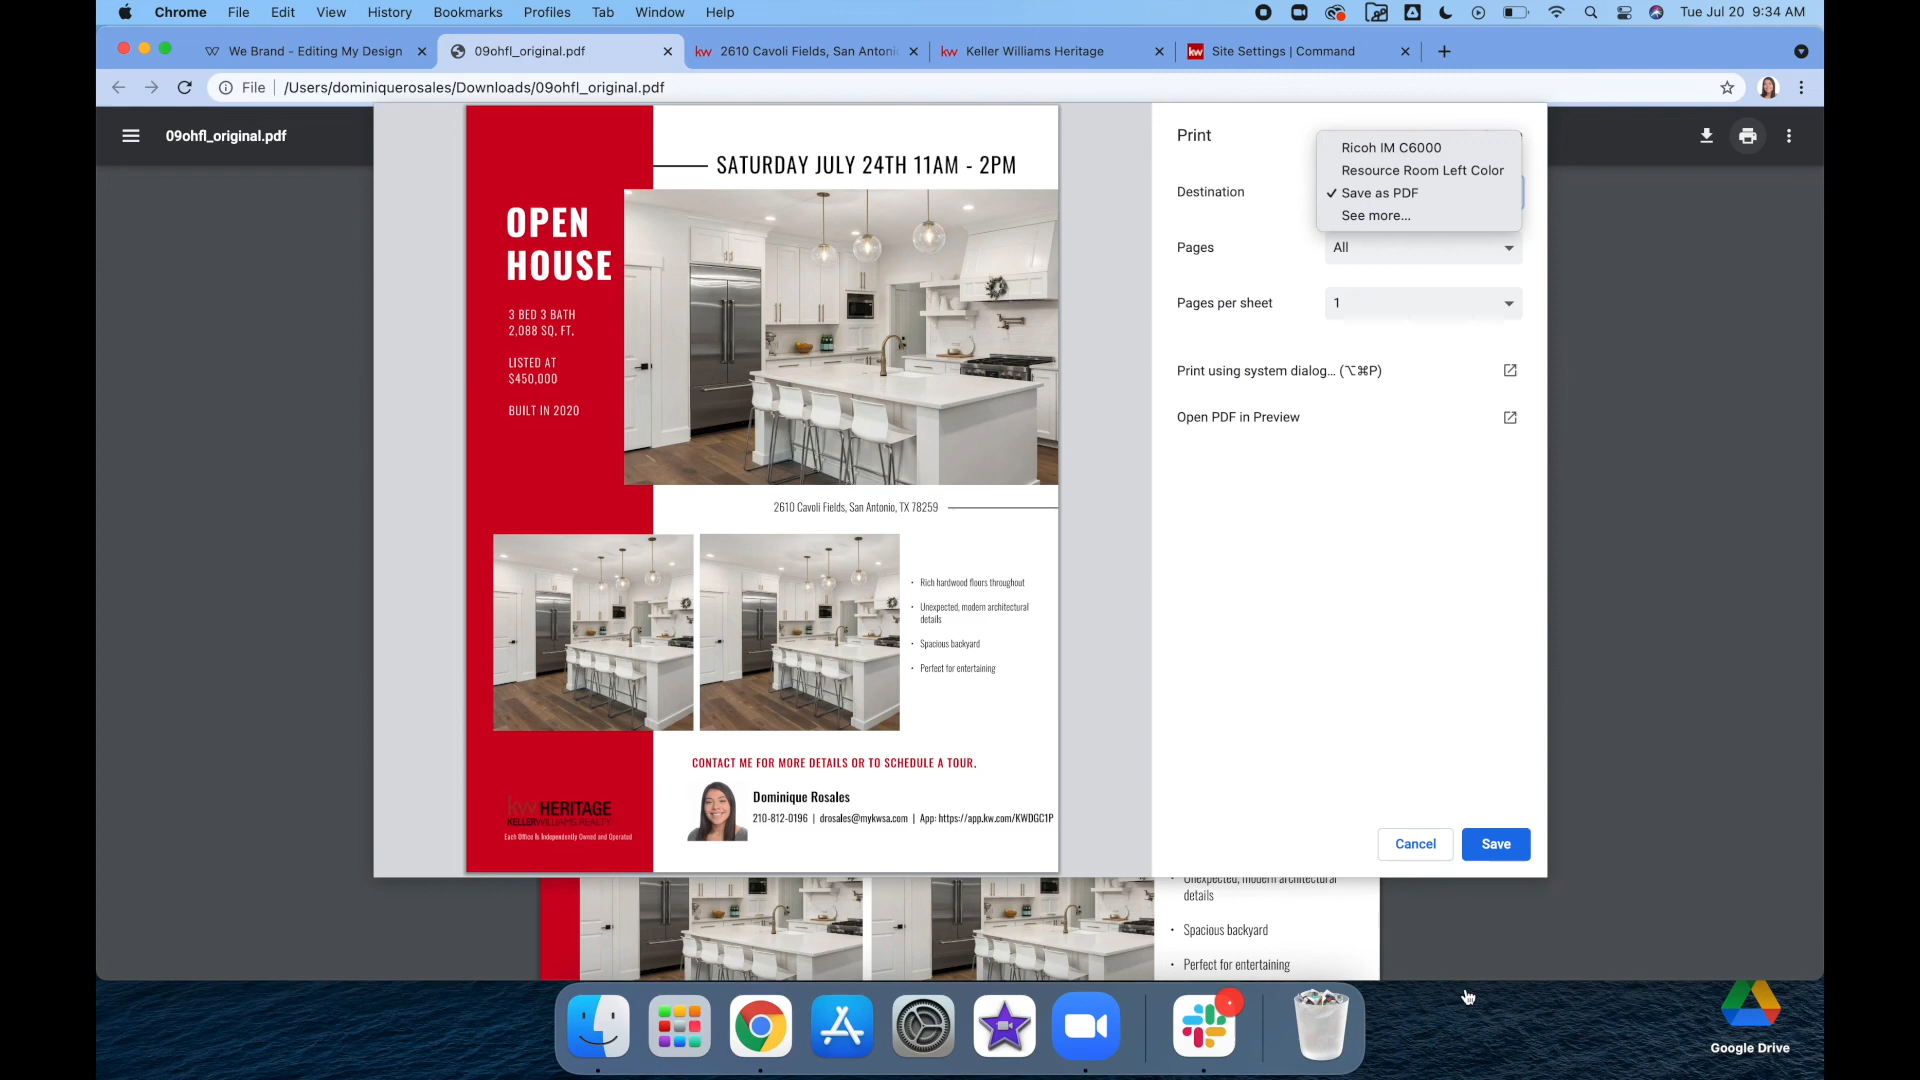 Chrome File Edit View History Bookmarks Profiles Tab Window Help Tue Jul 20 9:34 AM
We Brand - Editing My Design 09ohfl_original.pdf kw 2610 Cavoli Fields, San Antoni kw Keller Williams Heritage kw Site Settings | Command
File /Users/dominiquerosales/Downloads/09ohfl_original.pdf
09ohfl_original.pdf
SATURDAY JULY 24TH 11AM - 2PM
OPEN
HOUSE
3 BED 3 BATH
2,088 SQ. FT.
LISTED AT
$450,000
BUILT IN 2020
2610 Cavoli Fields, San Antonio, TX 78259
• Rich hardwood floors throughout
• Unexpected, modern architectural
details
• Spacious backyard
• Perfect for entertaining
CONTACT ME FOR MORE DETAILS OR TO SCHEDULE A TOUR.
Dominique Rosales
210-812-0196 | drosales@mykwsa.com | App: https://app.kw.com/KWDGC1P
kw HERITAGE
KELLERWILLIAMS. REALTY
Each Office Is Independently Owned and Operated
Print
Ricoh IM C6000
Resource Room Left Color
Destination
✓ Save as PDF
See more...
Pages All
Pages per sheet 1
Print using system dialog... (⌥⌘P)
Open PDF in Preview
Cancel Save
• Unexpected, modern architectural
details
• Spacious backyard
• Perfect for entertaining
Google Drive